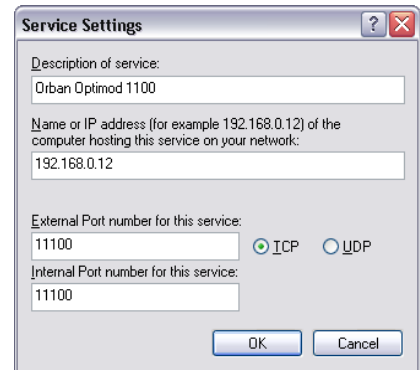 Service Settings
Description of service:
Orban Optimod 1100
Name or IP address (for example 192.168.0.12) of the
computer hosting this service on your network:
192.168.0.12
External Port number for this service:
11100
TCP
UDP
Internal Port number for this service:
11100
OK
Cancel